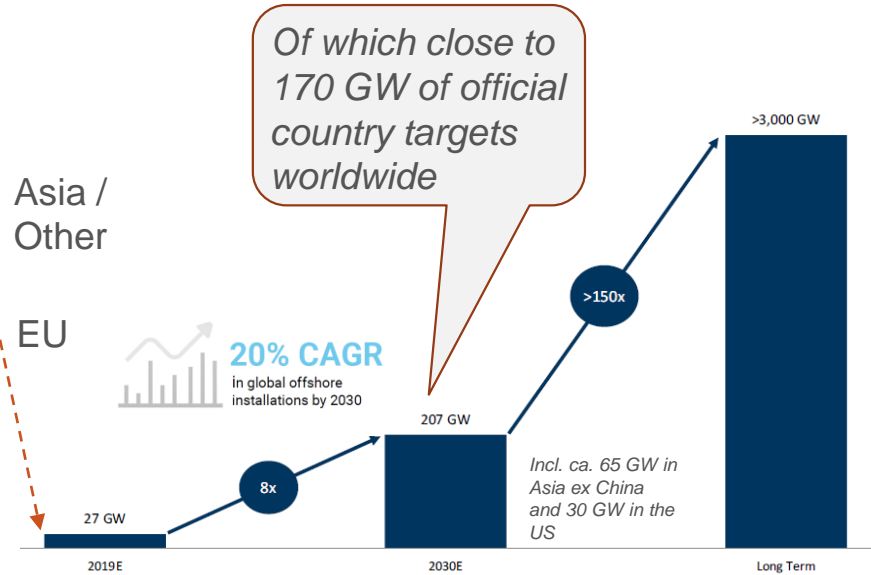 Of which close to
170 GW of official
country targets
worldwide
>3,000 GW
Asia /
Other
>150x
EU
20% CAGR
in global offshore
installations by 2030
207 GW
Incl. ca. 65 GW in
Asia ex China
and 30 GW in the
US
8x
27 GW
2019E
2030E
Long Term